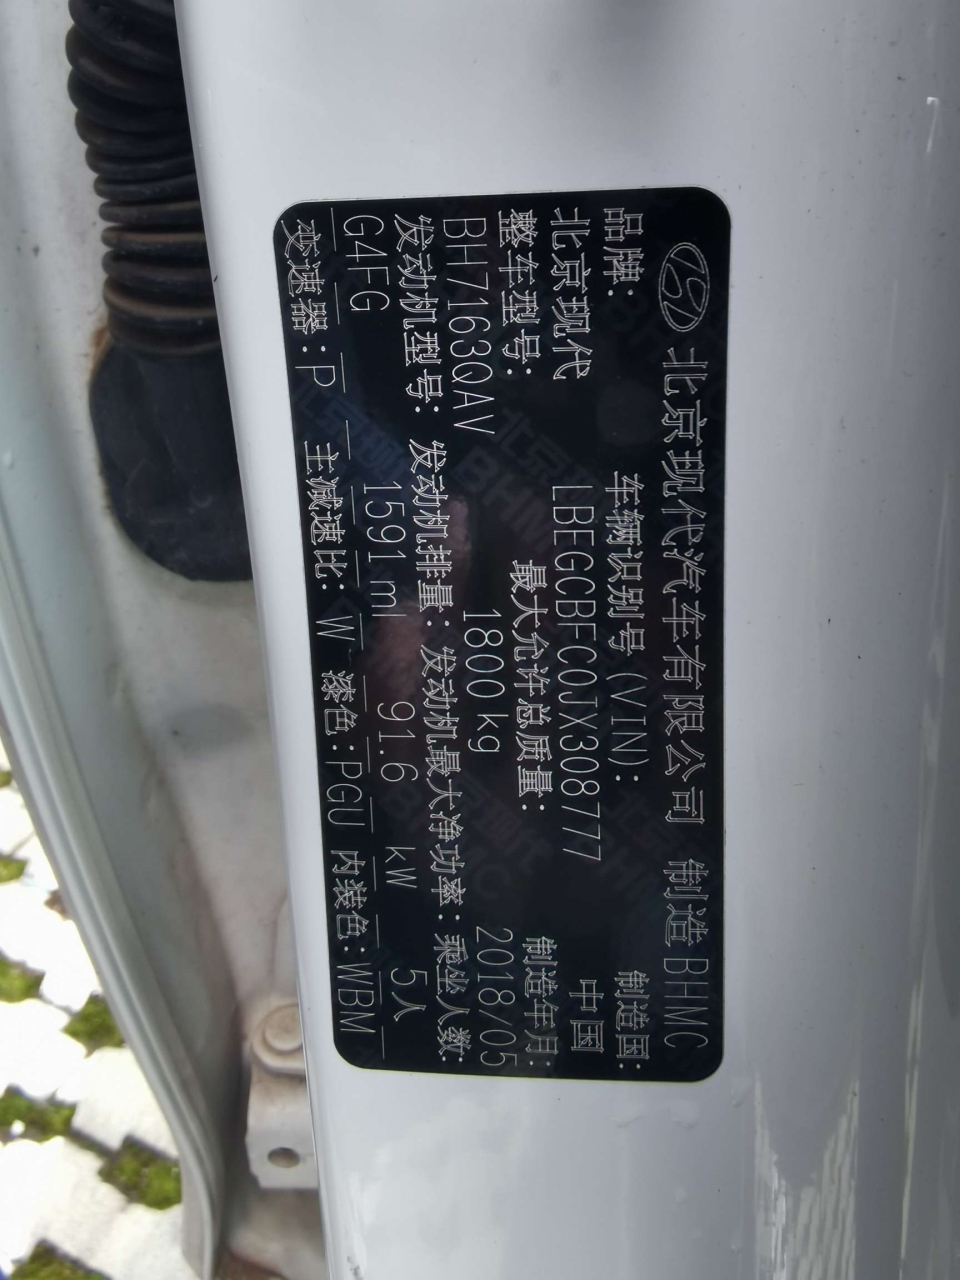 北京现代汽车有限公司 制造 BHMC
品牌: 车辆识别号(VIN): 制造国:
北京现代 LBEGCBFC0JX308777 中国
整车型号: 最大允许总质量: 制造年月:
BH7163QAV 1800 kg 2018/05
发动机型号: 发动机排量: 发动机最大净功率: 乘坐人数:
G4FG 1591 ml 91.6 kW 5人
变速器:P 主减速比:W 漆色:PGU 内装色:WBM